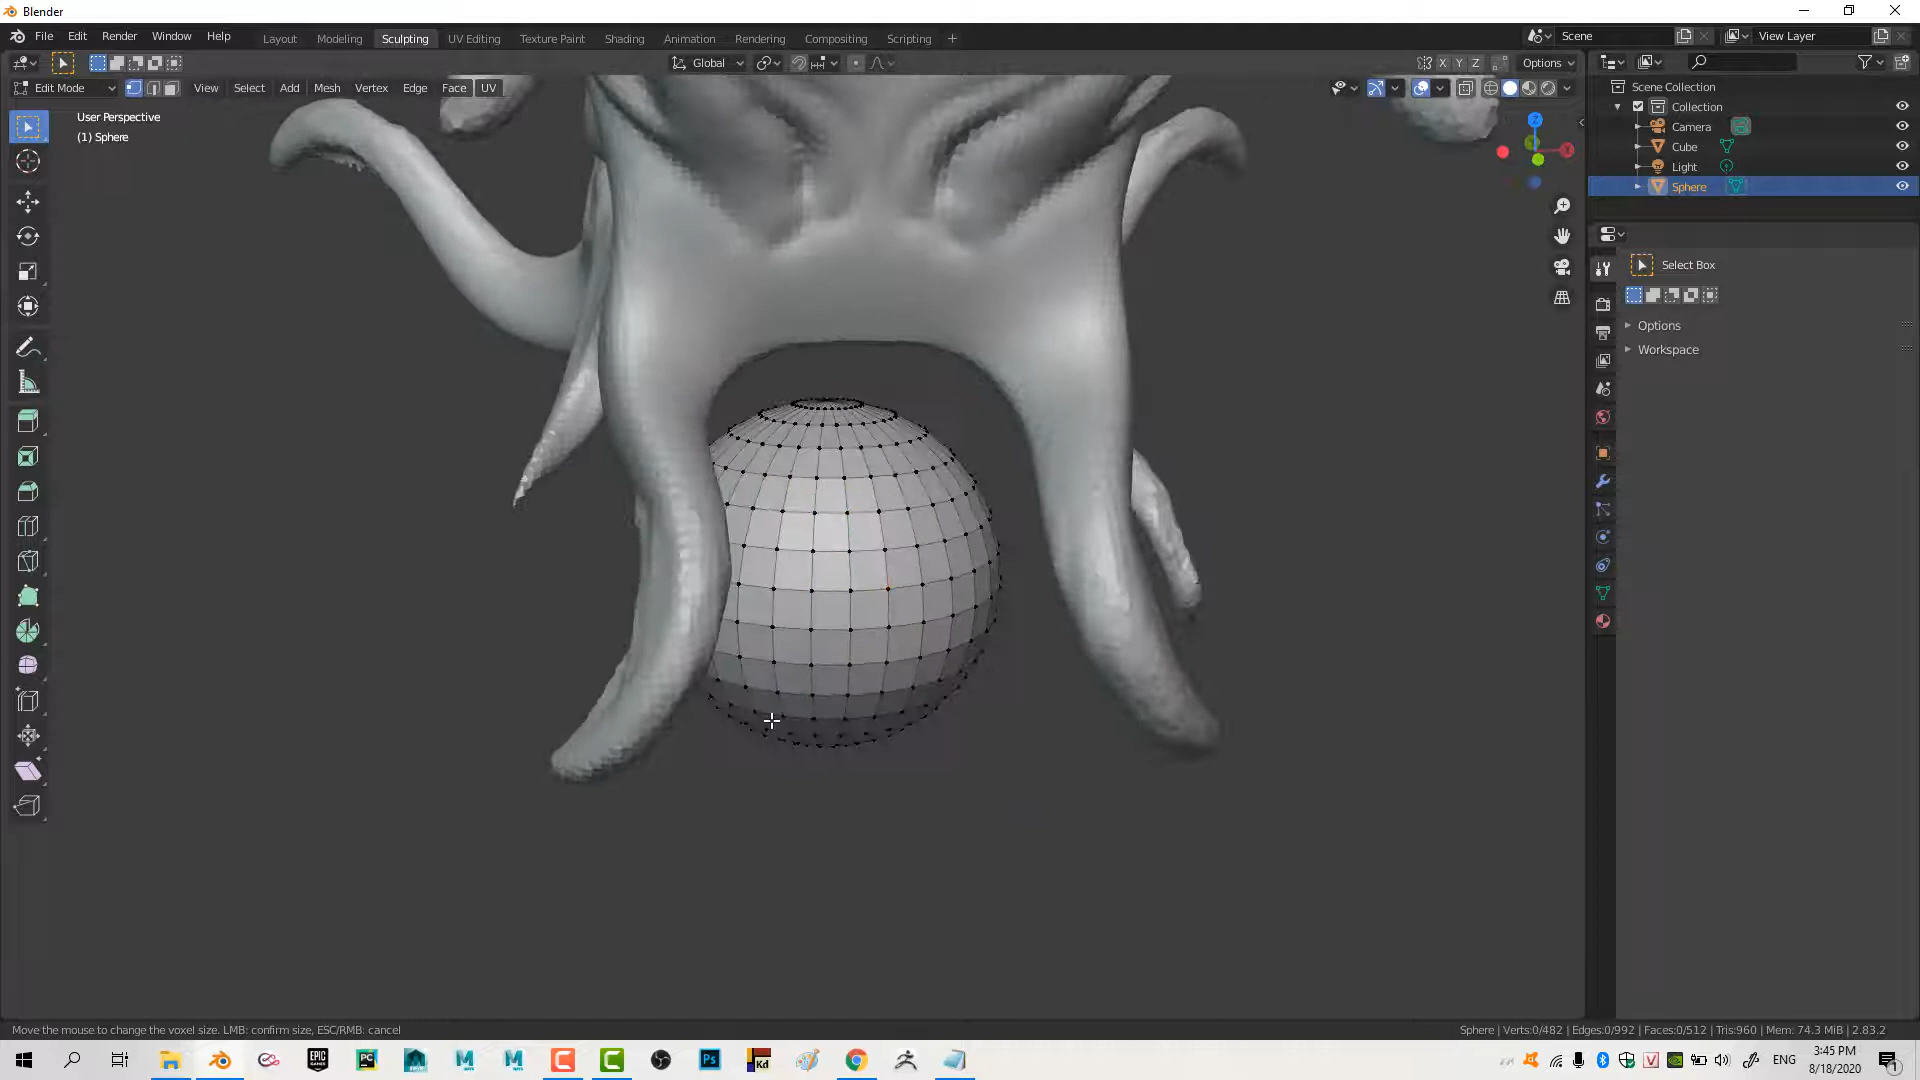 Blender
File Edit Render Window Help Layout Modeling Sculpting UV Editing Texture Paint Shading Animation Rendering Compositing Scripting + Scene View Layer
Global X Y Z Options
Edit Mode View Select Add Mesh Vertex Edge Face UV
User Perspective
(1) Sphere
Scene Collection
Collection
Camera
Cube
Light
Sphere
Select Box
Options
Workspace
Move the mouse to change the voxel size. LMB: confirm size, ESC/RMB: cancel
Sphere | Verts:0/482 | Edges:0/992 | Faces:0/512 | Tris:960 | Mem: 74.3 MiB | 2.83.2
ENG
3:45 PM
8/18/2020